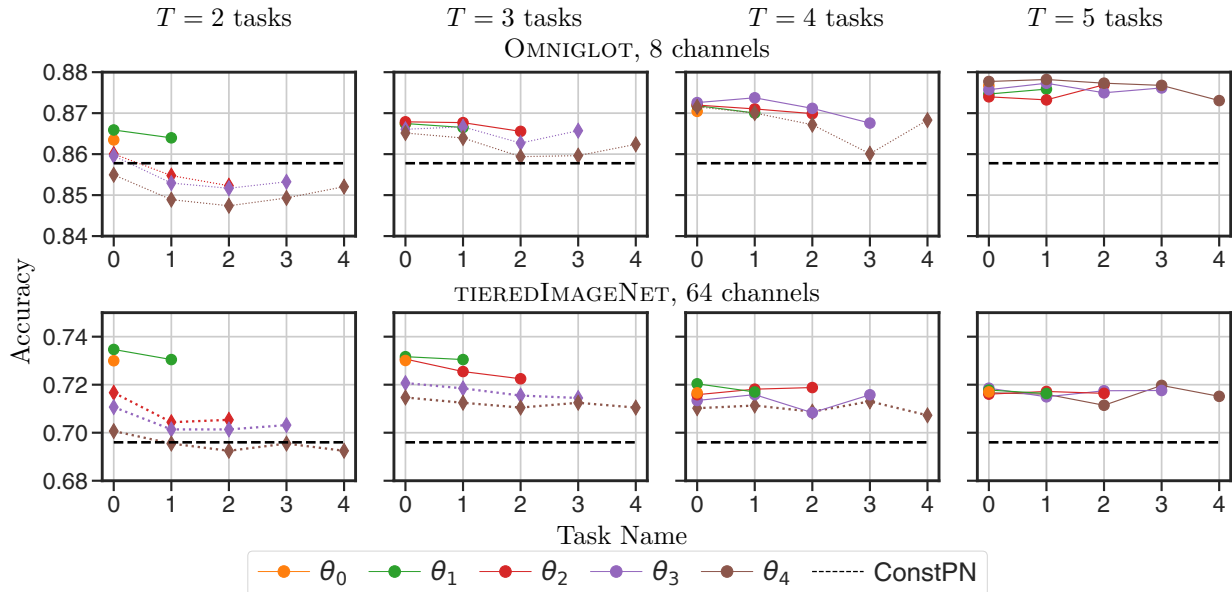 T = 2 tasks T = 3 tasks T = 4 tasks T = 5 tasks
OMNIGLOT, 8 channels
0.88
0.87
0.86
0.85
0.84
0 1 2 3 4 0 1 2 3 4 0 1 2 3 4 0 1 2 3 4
Accuracy
TIEREDIMAGENET, 64 channels
0.74
0.72
0.70
0.68
0 1 2 3 4 0 1 2 3 4 0 1 2 3 4 0 1 2 3 4
Task Name
θ0 θ1 θ2 θ3 θ4 ConstPN